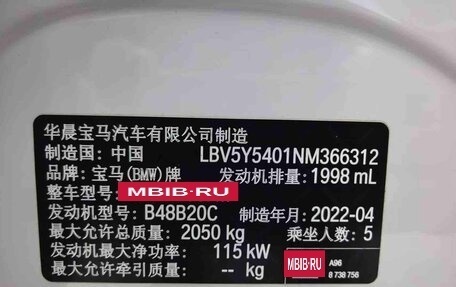 华晨宝马汽车有限公司制造
制造国: 中国 LBV5Y5401NM366312
品牌: 宝马(BMW)牌 发动机排量: 1998 mL
整车型号: MBIB.RU
发动机型号: B48B20C 制造年月: 2022-04
最大允许总质量: 2050 kg 乘坐人数: 5
发动机最大净功率: 115 kW
最大允许牵引质量: -- kg
MBIB.RU
A96
8 738 756